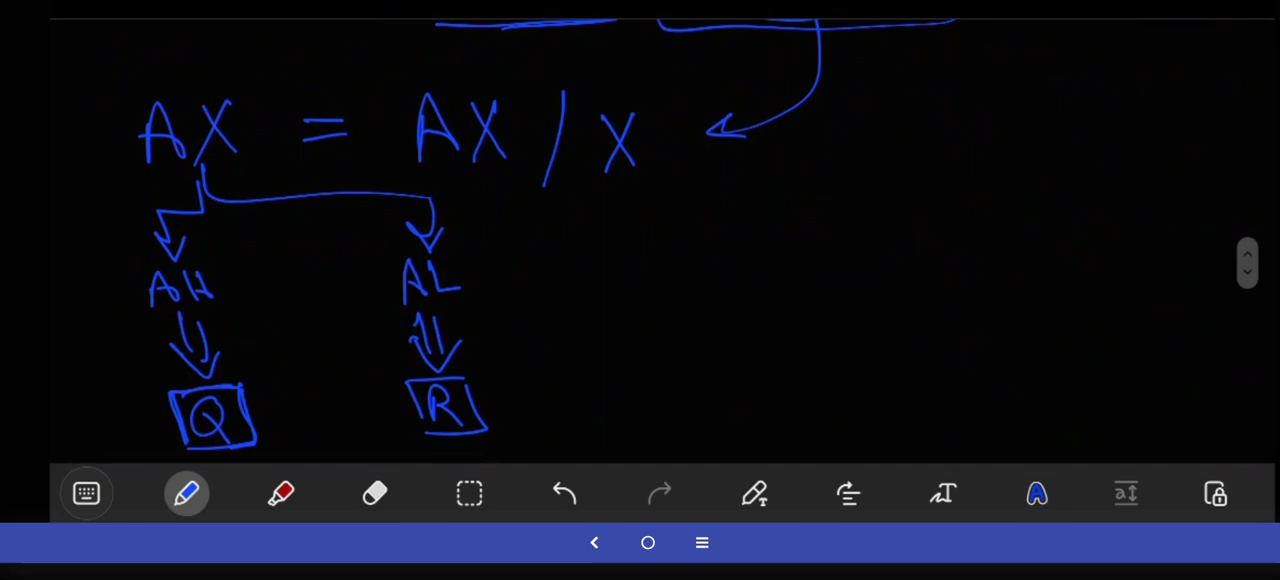 AX = AX / X
AH AL
Q R